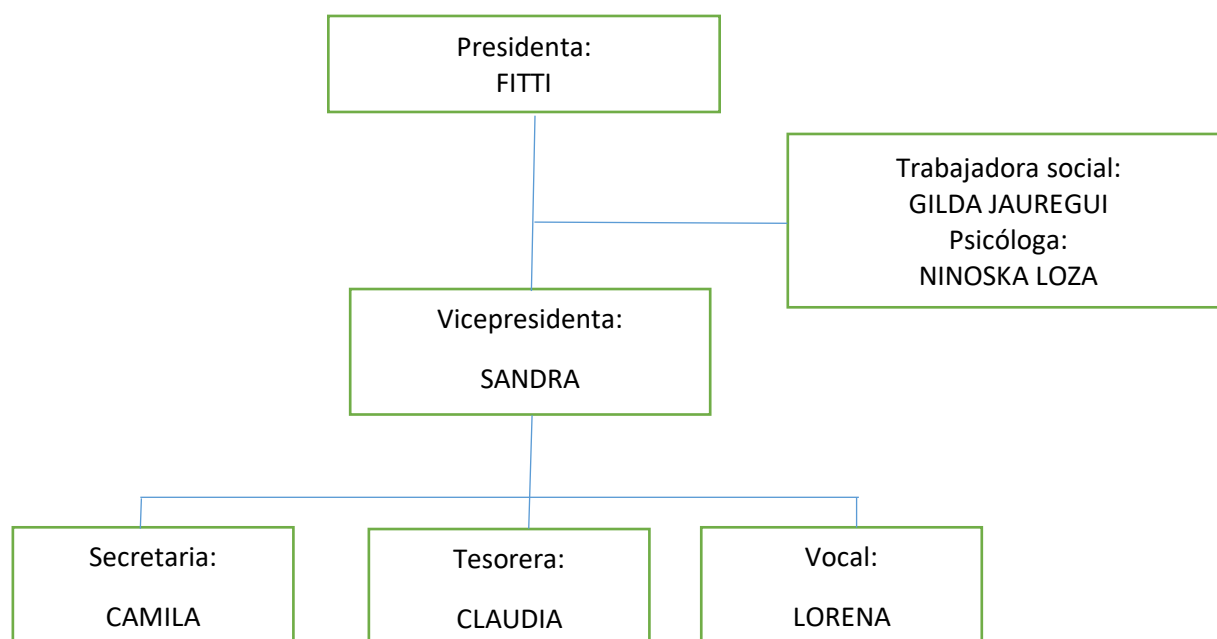 Presidenta:
FITTI
Trabajadora social:
GILDA JAUREGUI
Psicóloga:
NINOSKA LOZA
Vicepresidenta:
SANDRA
Secretaria:
CAMILA
Tesorera:
CLAUDIA
Vocal:
LORENA